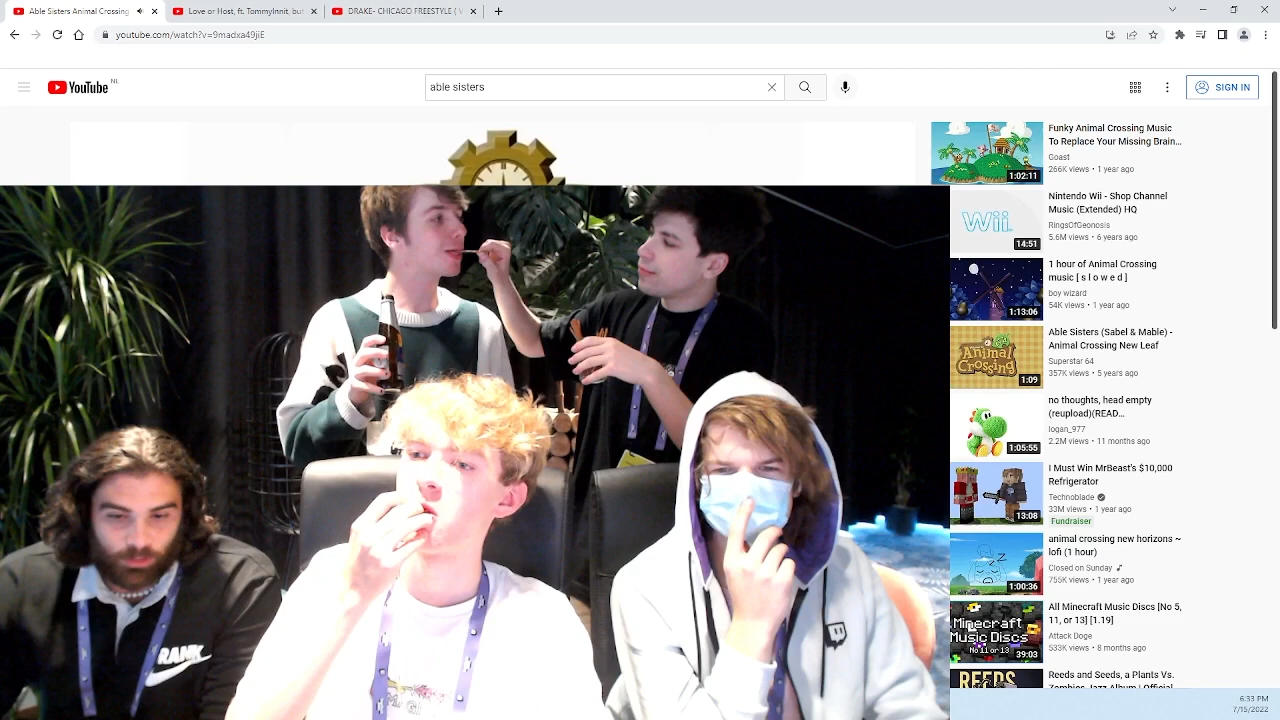 Able Sisters Animal Crossing
Love or Host, ft. TommyInnit, but
DRAKE- CHICAGO FREESTYLE ( V
youtube.com/watch?v=9madxa49jiE
YouTube
NL
able sisters
SIGN IN
Funky Animal Crossing Music
To Replace Your Missing Brain...
Goast
266K views • 1 year ago
1:02:11
Wii
Nintendo Wii - Shop Channel
Music (Extended) HQ
RingsOfGeonosis
5.6M views • 6 years ago
14:51
1 hour of Animal Crossing
music [ s l o w e d ]
boy wizard
54K views • 1 year ago
1:13:06
ANIMAL
CROSSING
Able Sisters (Sabel & Mable) -
Animal Crossing New Leaf
Superstar 64
357K views • 5 years ago
1:09
no thoughts, head empty
(reupload)(READ...
logan_977
2.2M views • 11 months ago
1:05:55
I Must Win MrBeast's $10,000
Refrigerator
Technoblade
33M views • 1 year ago
Fundraiser
13:08
animal crossing new horizons ~
lofi (1 hour)
Closed on Sunday
755K views • 1 year ago
1:00:36
Minecraft
Music Discs
No 11 or 13
All Minecraft Music Discs [No 5,
11, or 13] [1.19]
Attack Doge
533K views • 8 months ago
39:03
REEDS
Reeds and Seeds, a Plants Vs.
RANK
6:33 PM
7/15/2022